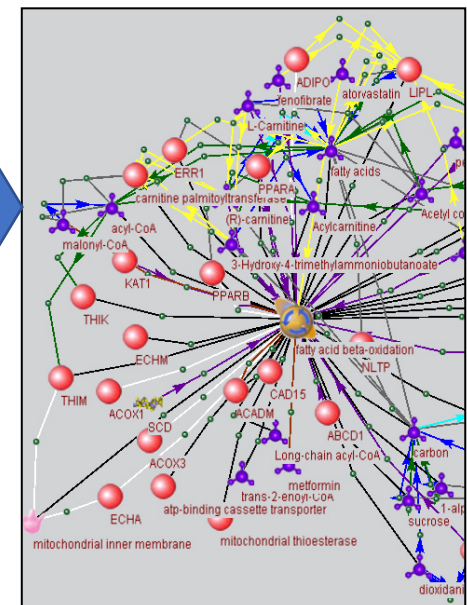 ADIPO
fenofibrate
atorvastatin
LIPL
L-Carnitine
ERR1
PPARA
fatty acids
carnitine palmitoyltransferase
(R)-carnitine
Acylcarnitine
Acetyl co
acyl-CoA
malonyl-CoA
KAT1
PPARB
3-Hydroxy-4-trimethylammoniobutanoate
THIK
ECHM
fatty acid beta-oxidation
NLTP
THIM
ACOX1
SCD
CAD15
ACADM
ABCD1
carbon
ACOX3
Long-chain acyl-CoA
metformin
trans-2-enoyl-CoA
1-alp
atp-binding cassette transporter
ECHA
sucrose
mitochondrial inner membrane
mitochondrial thioesterase
dioxidani